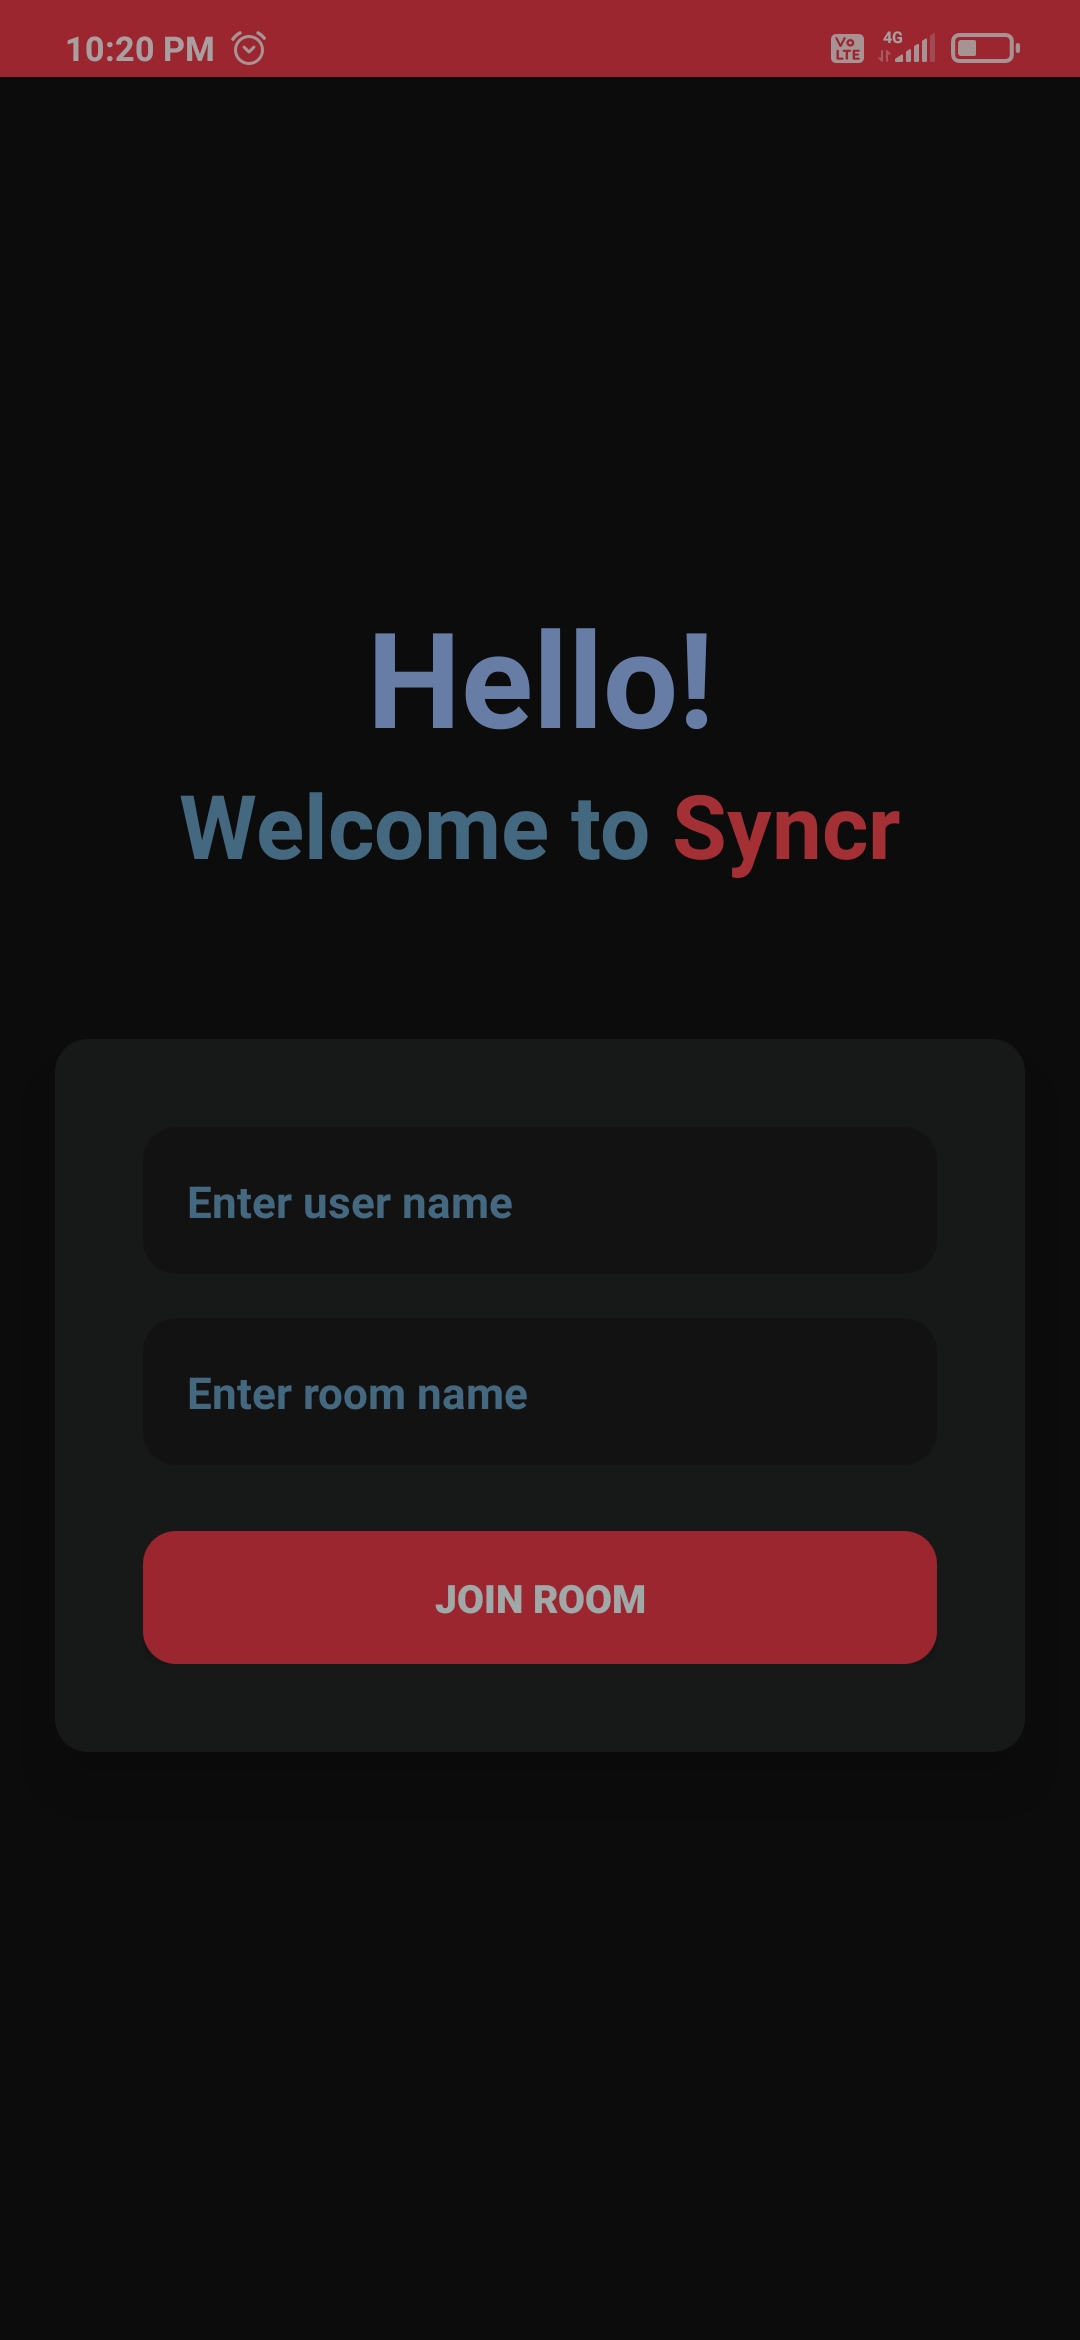 10:20 PM
Vo LTE
4G
Hello!
Welcome to Syncr
Enter user name
Enter room name
JOIN ROOM